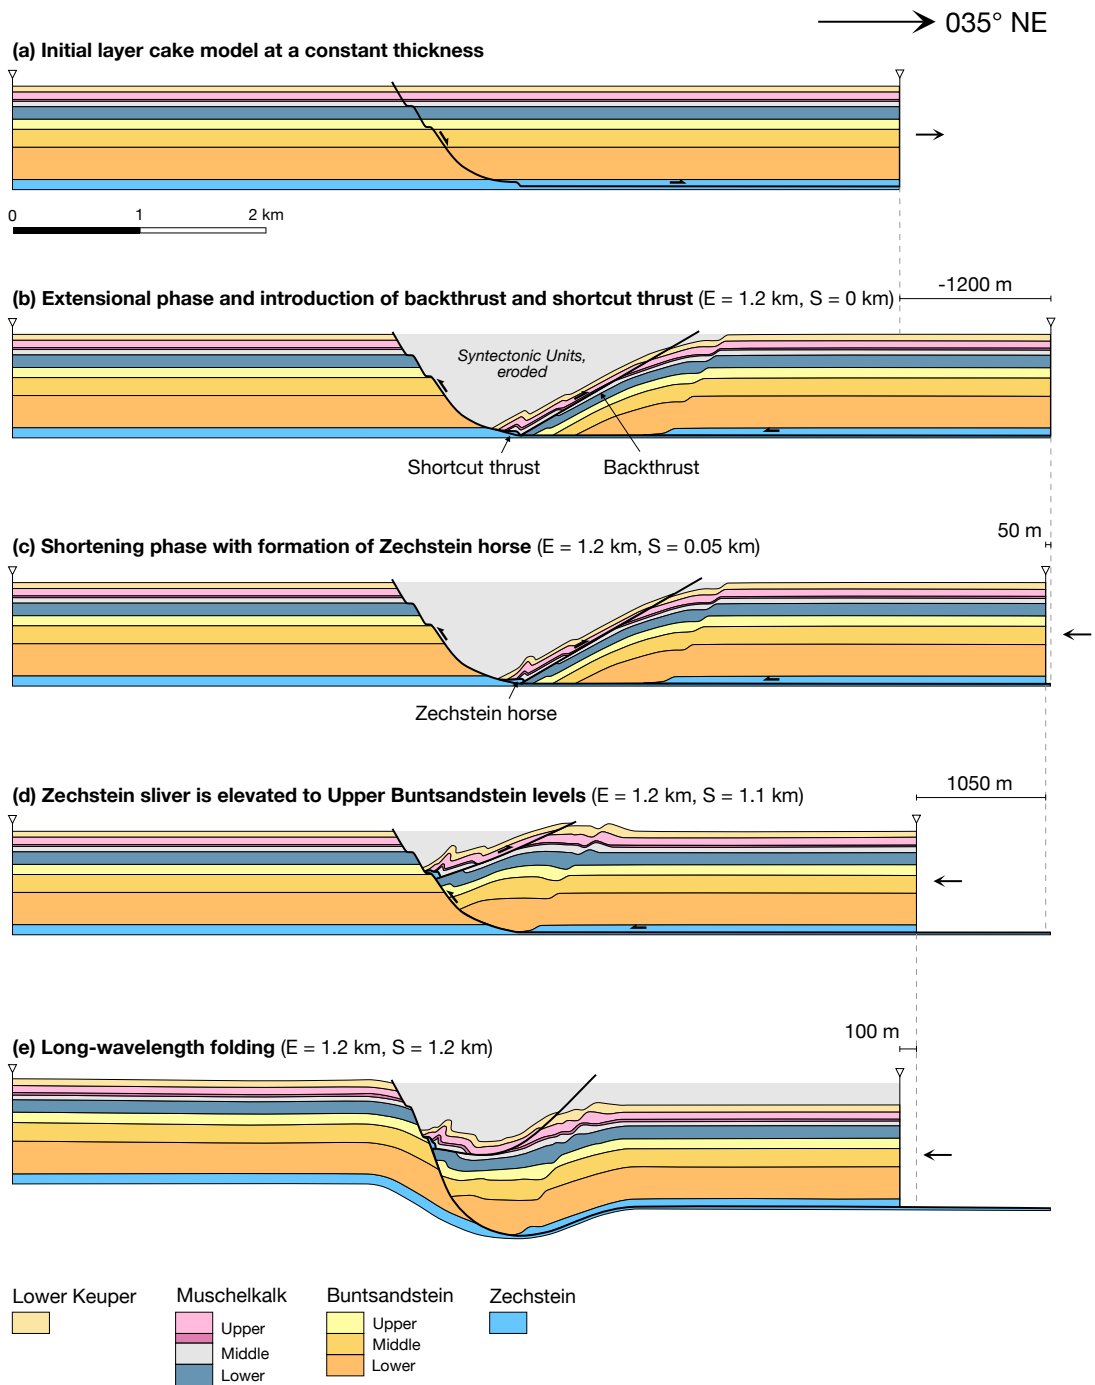 035° NE
(a) Initial layer cake model at a constant thickness
0 1 2 km
(b) Extensional phase and introduction of backthrust and shortcut thrust (E = 1.2 km, S = 0 km)
-1200 m
Syntectonic Units,
eroded
Shortcut thrust
Backthrust
(c) Shortening phase with formation of Zechstein horse (E = 1.2 km, S = 0.05 km)
50 m
Zechstein horse
(d) Zechstein sliver is elevated to Upper Buntsandstein levels (E = 1.2 km, S = 1.1 km)
1050 m
(e) Long-wavelength folding (E = 1.2 km, S = 1.2 km)
100 m
Lower Keuper
Muschelkalk
Upper
Middle
Lower
Buntsandstein
Upper
Middle
Lower
Zechstein